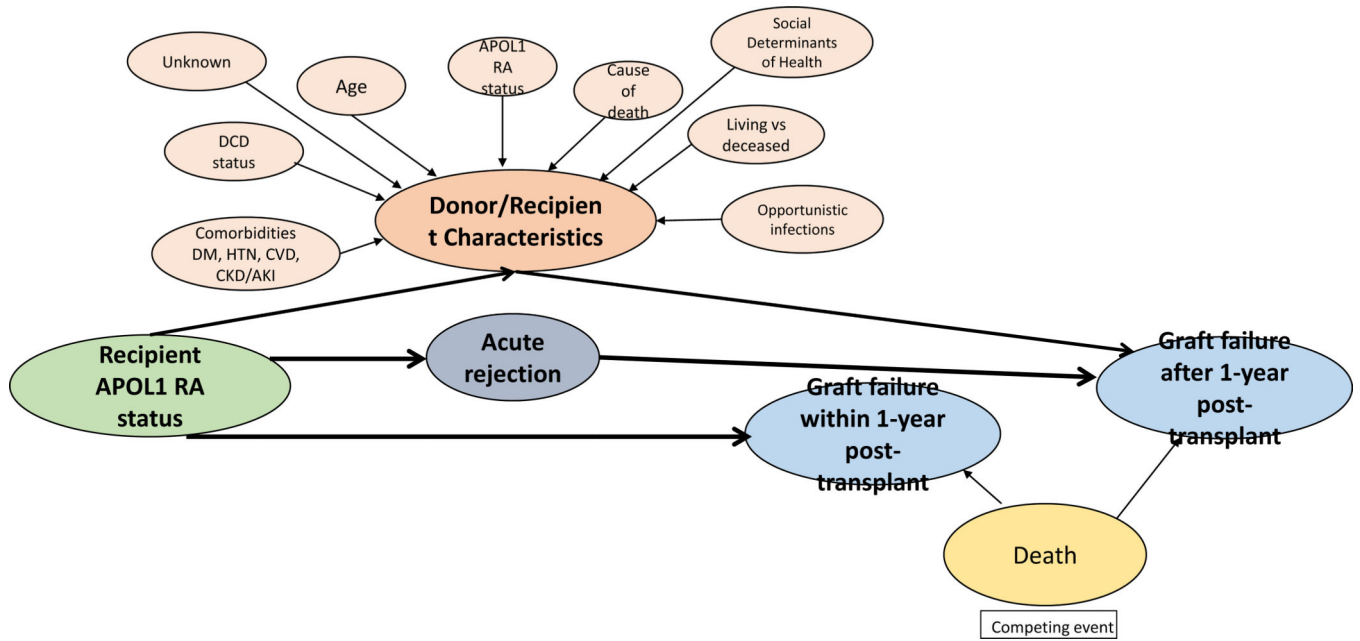 Unknown
Age
APOL1
RA
status
Cause
of
death
Social
Determinants
of Health
DCD
status
Living vs
deceased
Comorbidities
DM, HTN, CVD,
CKD/AKI
Donor/Recipien
t Characteristics
Opportunistic
infections
Recipient
APOL1 RA
status
Acute
rejection
Graft failure
within 1-year
post-
transplant
Graft failure
after 1-year
post-
transplant
Death
Competing event